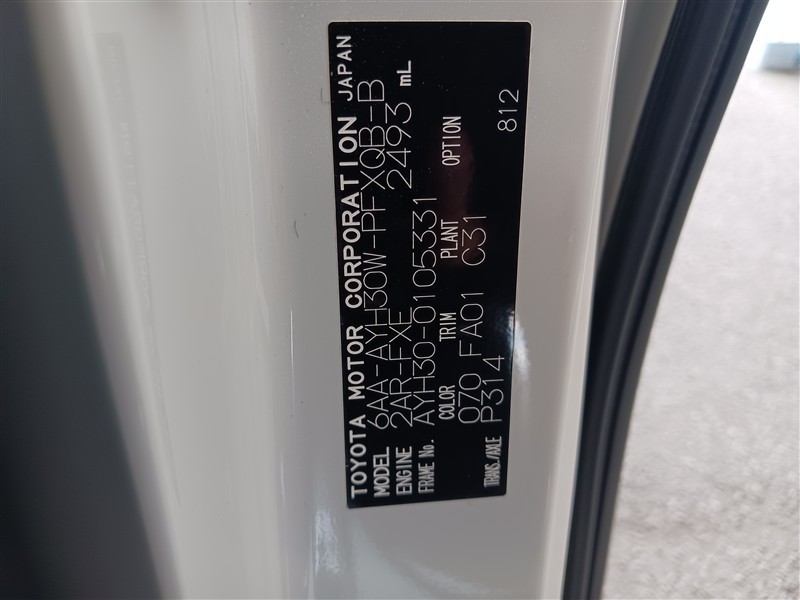 TOYOTA MOTOR CORPORATION JAPAN
MODEL 6AA-AYH30W-PFXQB-B
ENGINE 2AR-FXE 2493 mL
FRAME No. AYH30-0105331
COLOR TRIM PLANT OPTION
070 FA01 C31
TRANS./AXLE P314 812